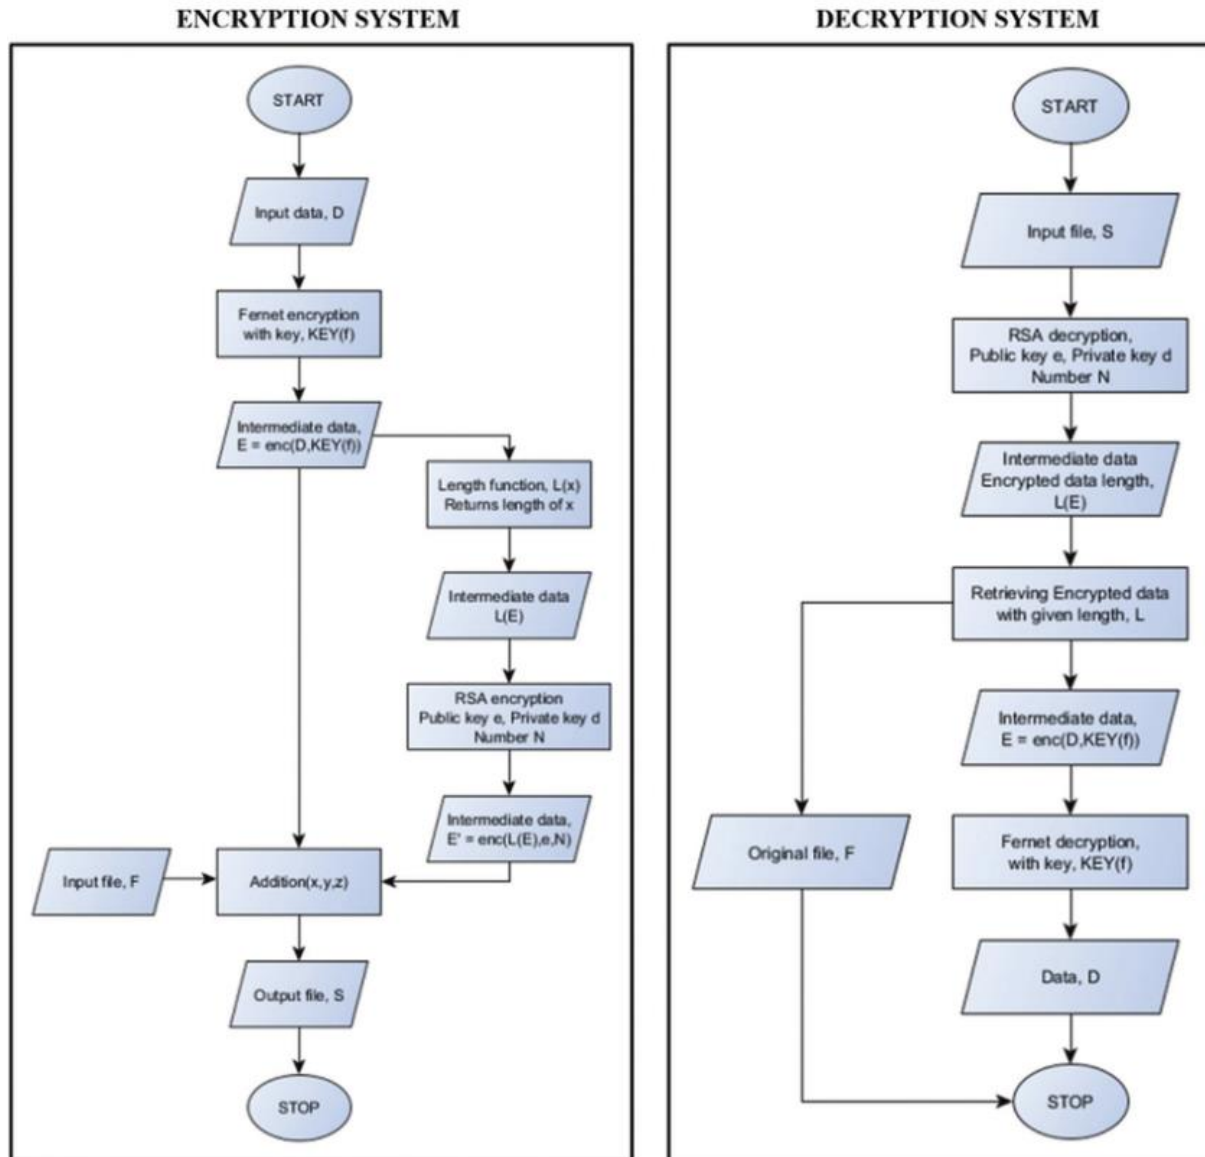 ENCRYPTION SYSTEM
START
Input data, D
Fernet encryption
with key, KEY(f)
Intermediate data,
E = enc(D,KEY(f))
Length function, L(x)
Returns length of x
Intermediate data
L(E)
RSA encryption
Public key e, Private key d
Number N
Intermediate data,
E' = enc(L(E),e,N)
Input file, F
Addition(x,y,z)
Output file, S
STOP
DECRYPTION SYSTEM
START
Input file, S
RSA decryption,
Public key e, Private key d
Number N
Intermediate data
Encrypted data length,
L(E)
Retrieving Encrypted data
with given length, L
Intermediate data,
E = enc(D,KEY(f))
Original file, F
Fernet decryption,
with key, KEY(f)
Data, D
STOP